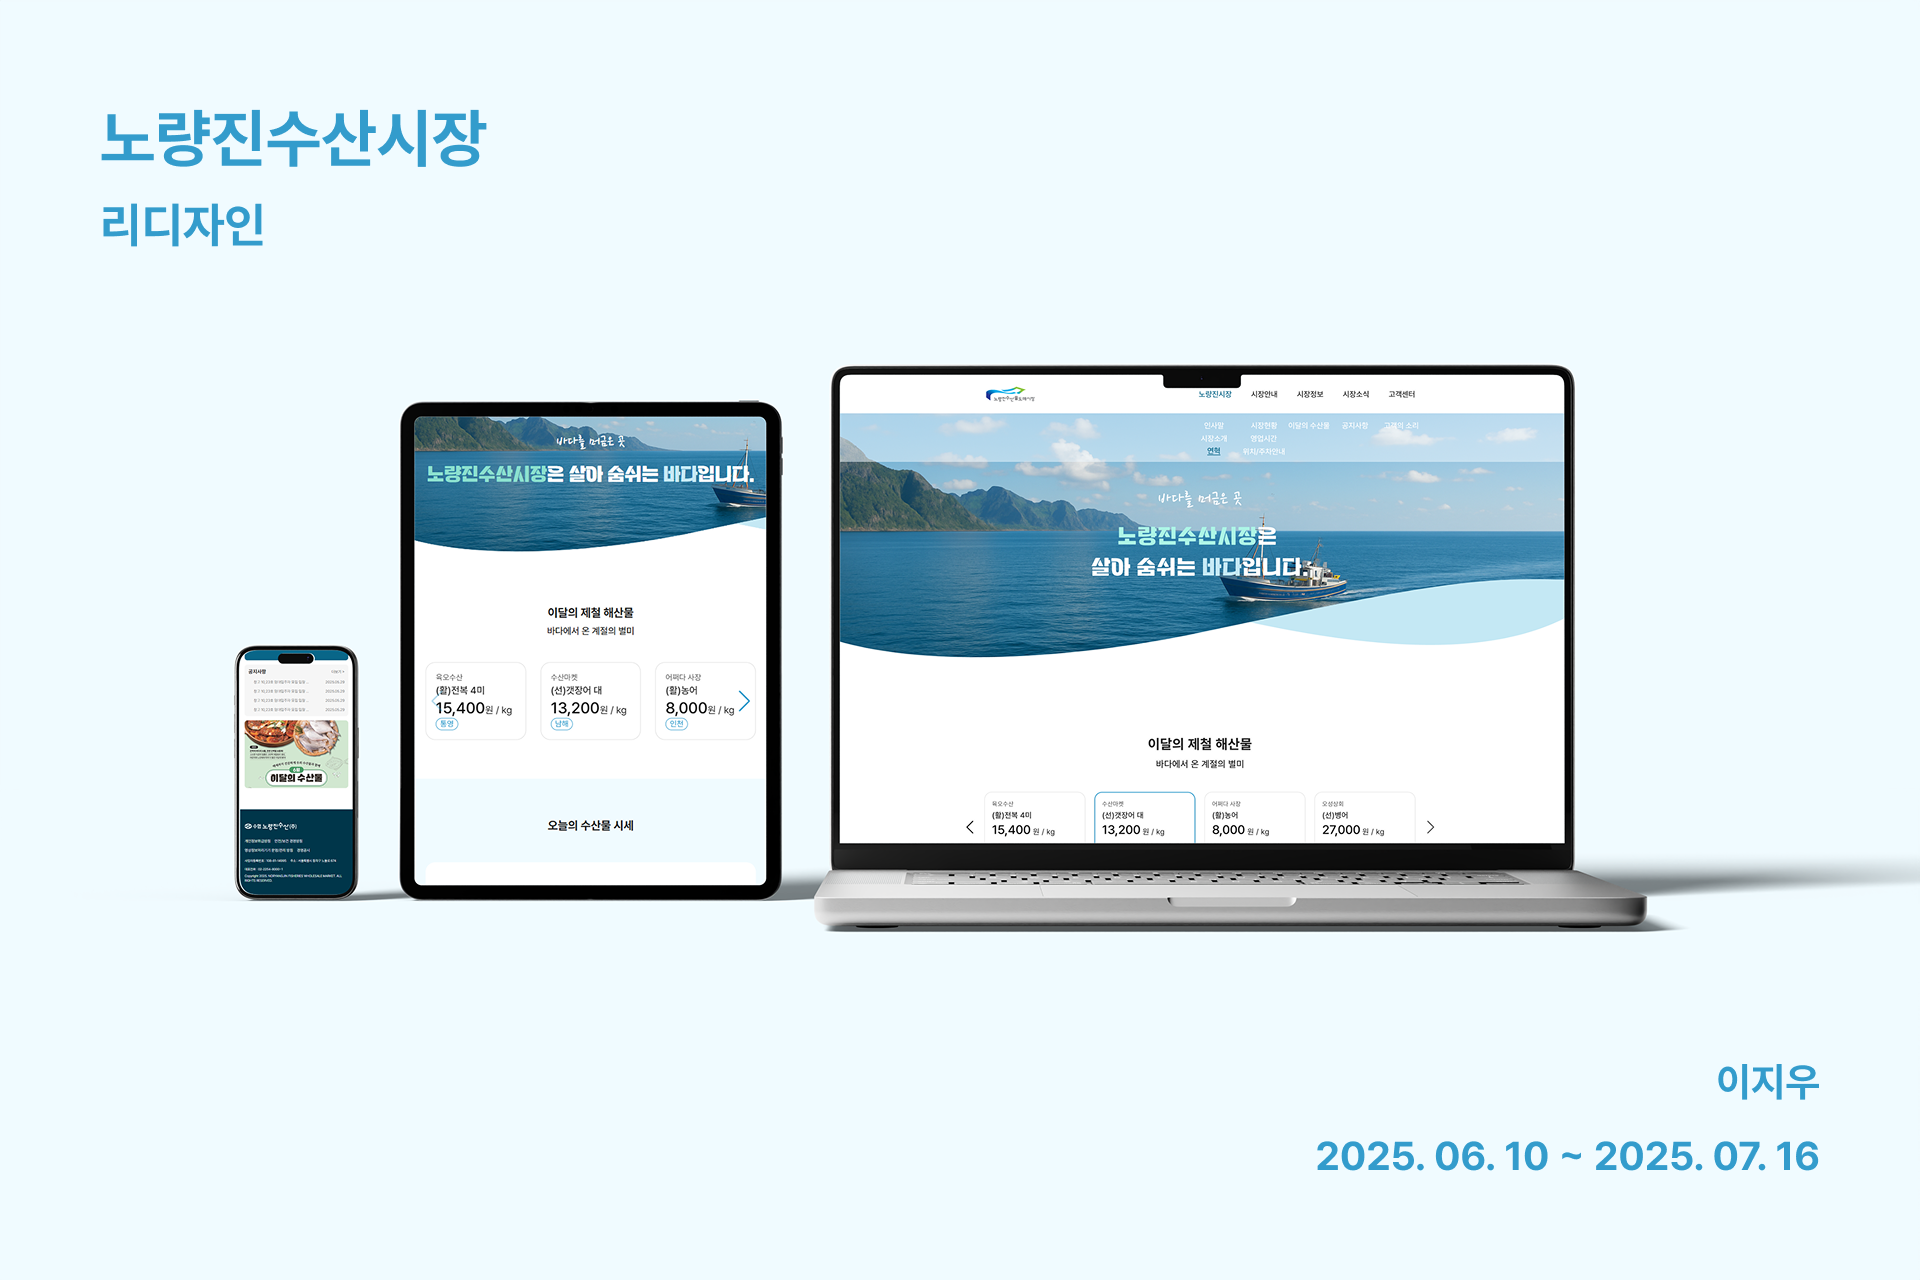 노량진수산시장
리디자인
공지사항
이달의 수산물
수협 노량진수산(주)
바다를 머금은 곳
노량진수산시장은 살아 숨쉬는 바다입니다.
이달의 제철 해산물
바다에서 온 계절의 별미
육오수산
(활)전복 4미
15,400원 / kg
통영
수산마켓
(선)갯장어 대
13,200원 / kg
남해
어쩌다 사장
(활)농어
8,000원 / kg
인천
오늘의 수산물 시세
노량진시장 시장안내 시장정보 시장소식 고객센터
인사말 시장현황 이달의 수산물 공지사항 고객의 소리
시장소개 영업시간
연혁 위치/주차안내
바다를 머금은 곳
노량진수산시장은
살아 숨쉬는 바다입니다.
이달의 제철 해산물
바다에서 온 계절의 별미
육오수산
(활)전복 4미
15,400 원 / kg
수산마켓
(선)갯장어 대
13,200 원 / kg
어쩌다 사장
(활)농어
8,000 원 / kg
오성상회
(선)병어
27,000 원 / kg
이지우
2025. 06. 10 ~ 2025. 07. 16